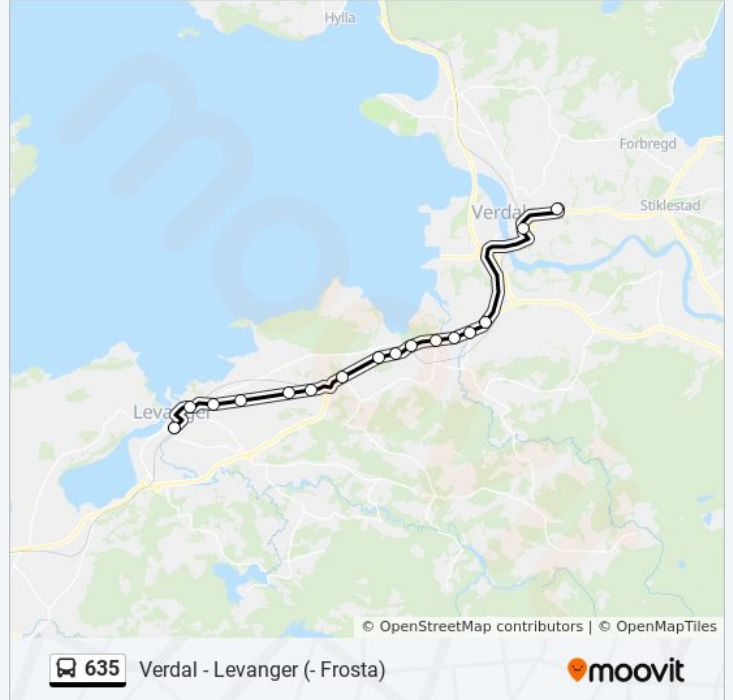 Hylla
Forbregd
Verdal
Stiklestad
Levanger
© OpenStreetMap contributors | © OpenMapTiles
635 Verdal - Levanger (- Frosta)
moovit